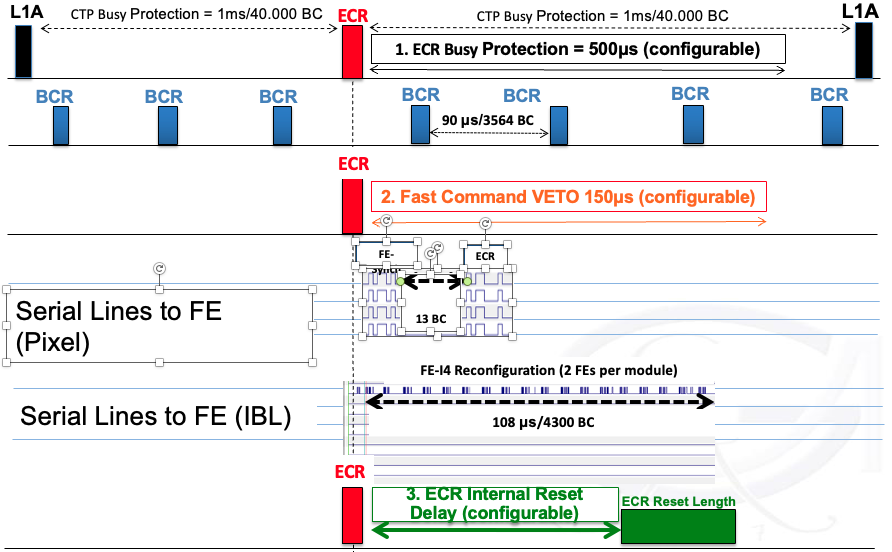 L1A
CTP Busy Protection = 1ms/40.000 BC
ECR
CTP Busy Protection = 1ms/40.000 BC
L1A
1. ECR Busy Protection = 500µs (configurable)
BCR
BCR
BCR
BCR
BCR
BCR
BCR
90 µs/3564 BC
ECR
2. Fast Command VETO 150µs (configurable)
FE-
Synch
ECR
13 BC
Serial Lines to FE
(Pixel)
FE-I4 Reconfiguration (2 FEs per module)
108 µs/4300 BC
Serial Lines to FE (IBL)
ECR
3. ECR Internal Reset
Delay (configurable)
ECR Reset Length